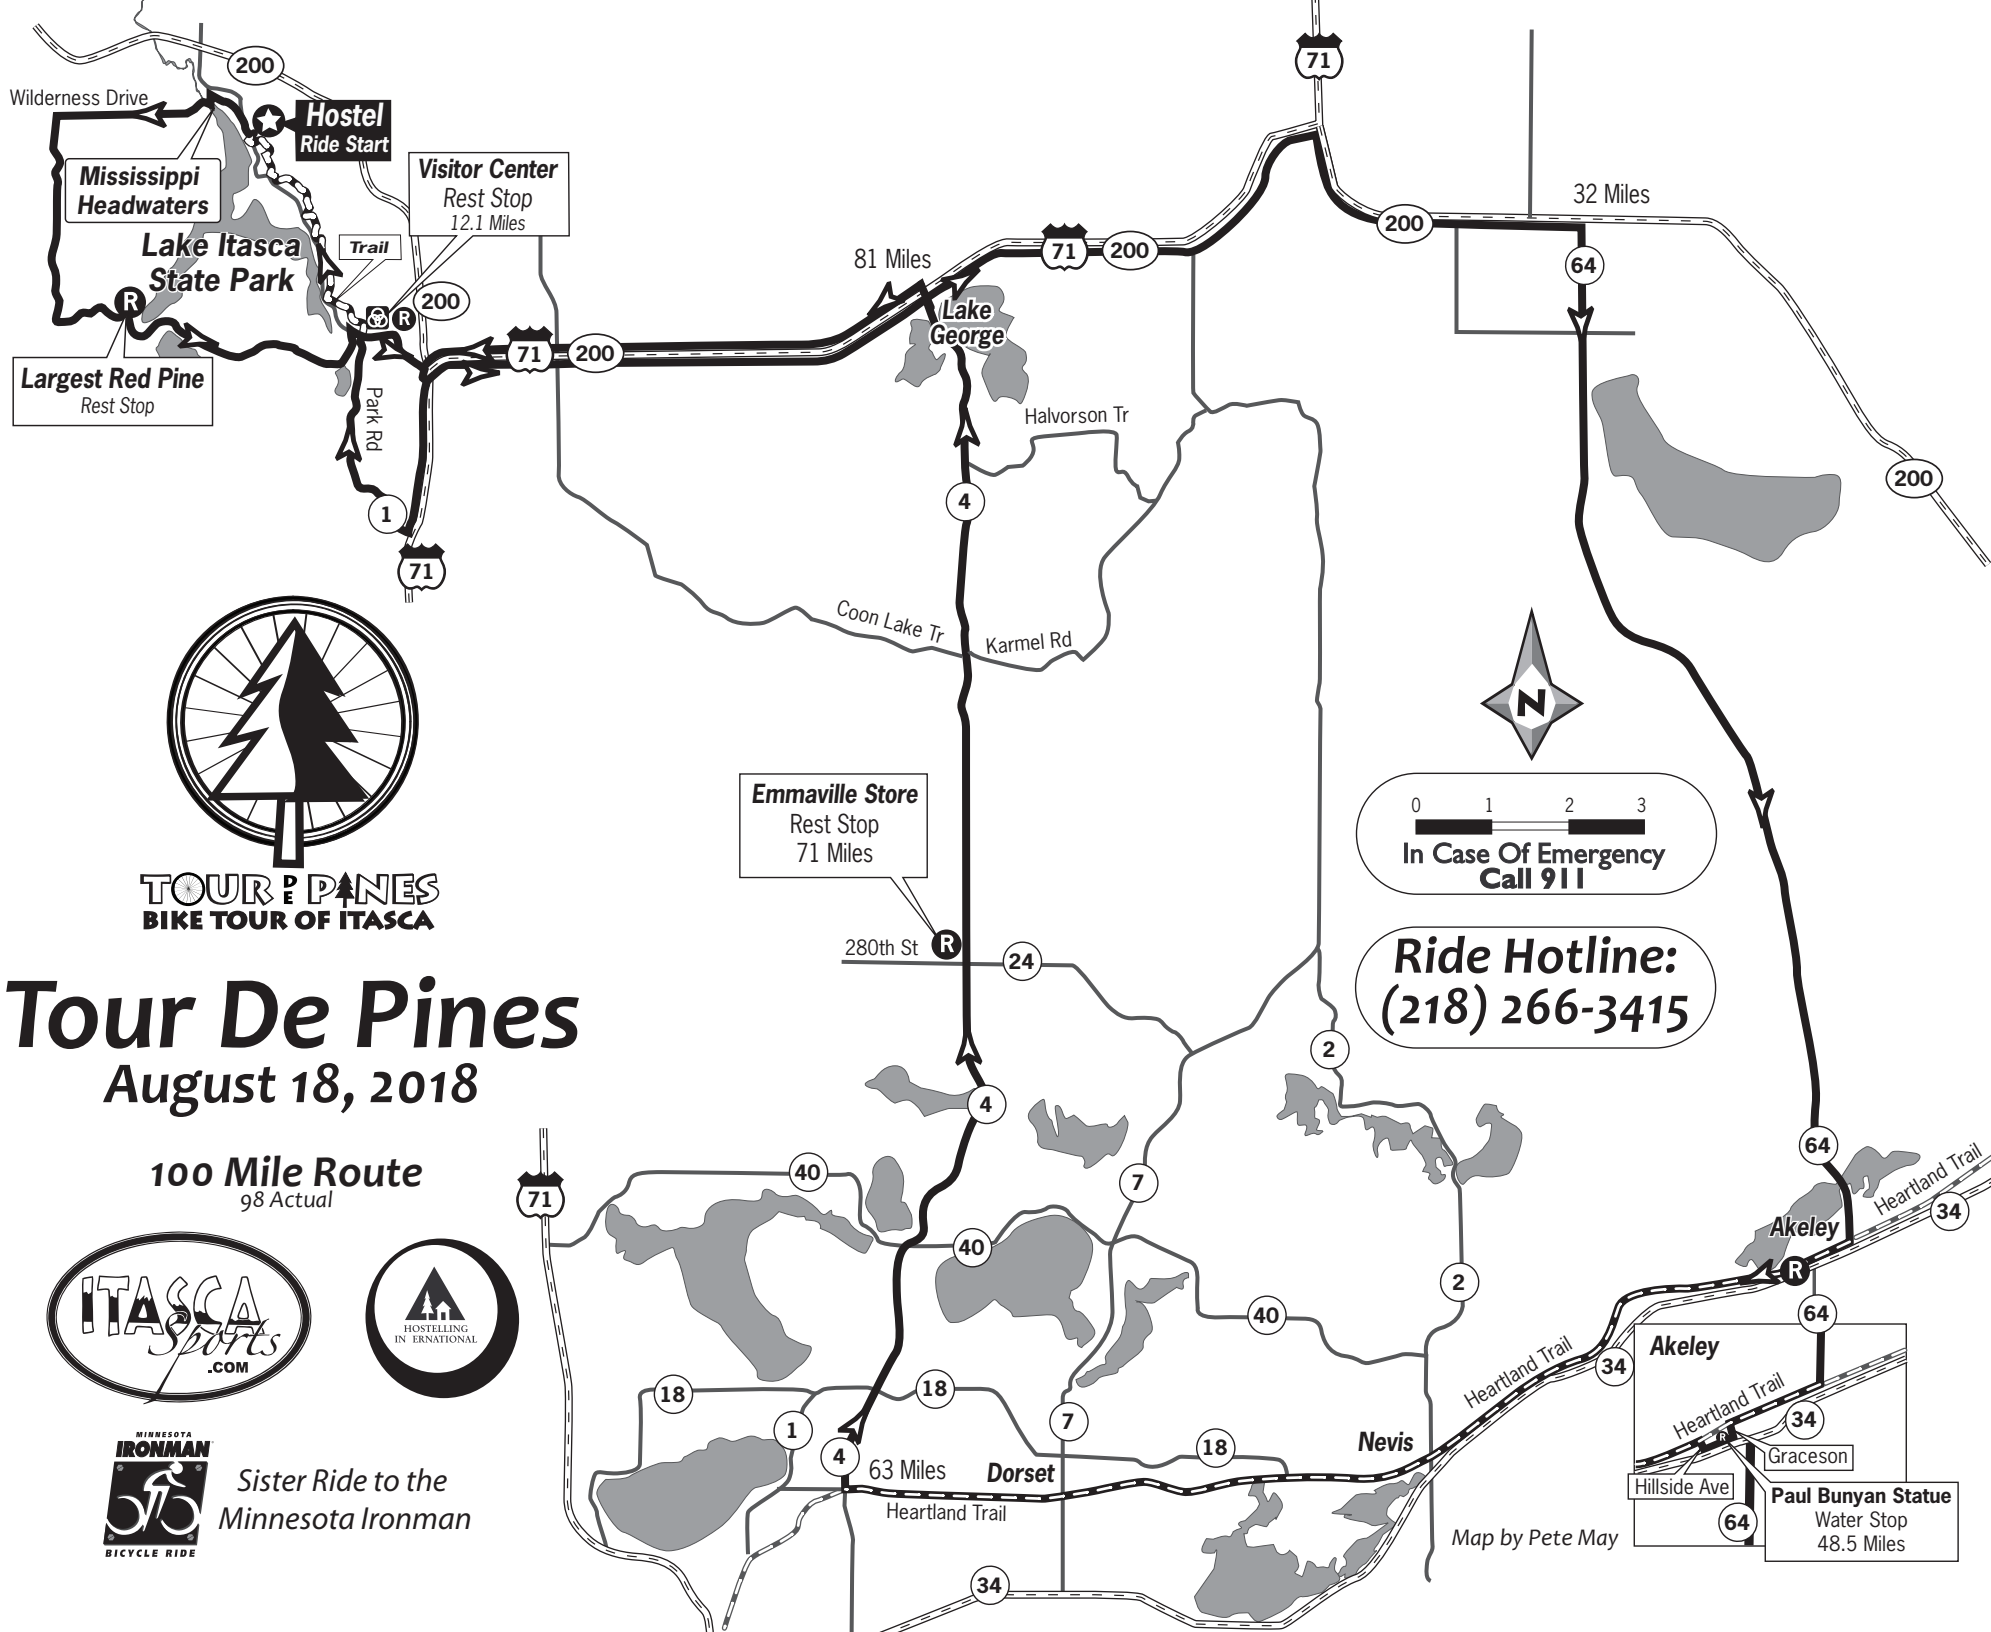 71
200
Wilderness Drive
Hostel
Ride Start
Visitor Center
Rest Stop
12.1 Miles
Mississippi
Headwaters
32 Miles
200
Lake Itasca
State Park
Trail
81 Miles
71
200
64
R
R
200
Lake
George
71
200
Largest Red Pine
Rest Stop
Park Rd
Halvorson Tr
200
4
1
71
Coon Lake Tr
Karmel Rd
N
Emmaville Store
Rest Stop
71 Miles
0 1 2 3
In Case Of Emergency
Call 911
TOUR DE PINES
BIKE TOUR OF ITASCA
280th St
R
24
Ride Hotline:
(218) 266-3415
Tour De Pines
August 18, 2018
2
4
64
100 Mile Route
98 Actual
40
71
7
Heartland Trail
34
Akeley
40
R
2
ITASCA
Sports
.COM
HOSTELLING
IN ERNATIONAL
40
64
Heartland Trail
34
Akeley
18
18
1
7
Heartland Trail
34
MINNESOTA
IRONMAN
BICYCLE RIDE
Sister Ride to the
Minnesota Ironman
4
63 Miles
Dorset
18
Nevis
R
Graceson
Hillside Ave
Heartland Trail
Paul Bunyan Statue
Water Stop
48.5 Miles
64
Map by Pete May
34